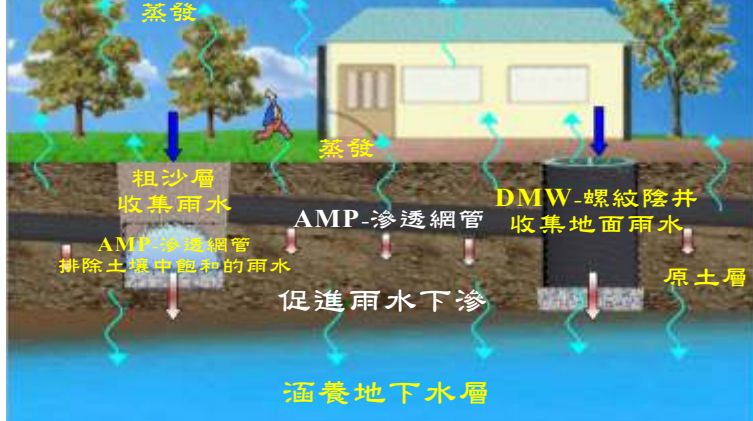 蒸發
蒸發
粗沙層
收集雨水
AMP-滲透網管
DMW-螺紋陰井
收集地面雨水
AMP-滲透網管
排除土壤中飽和的雨水
原土層
促進雨水下滲
涵養地下水層